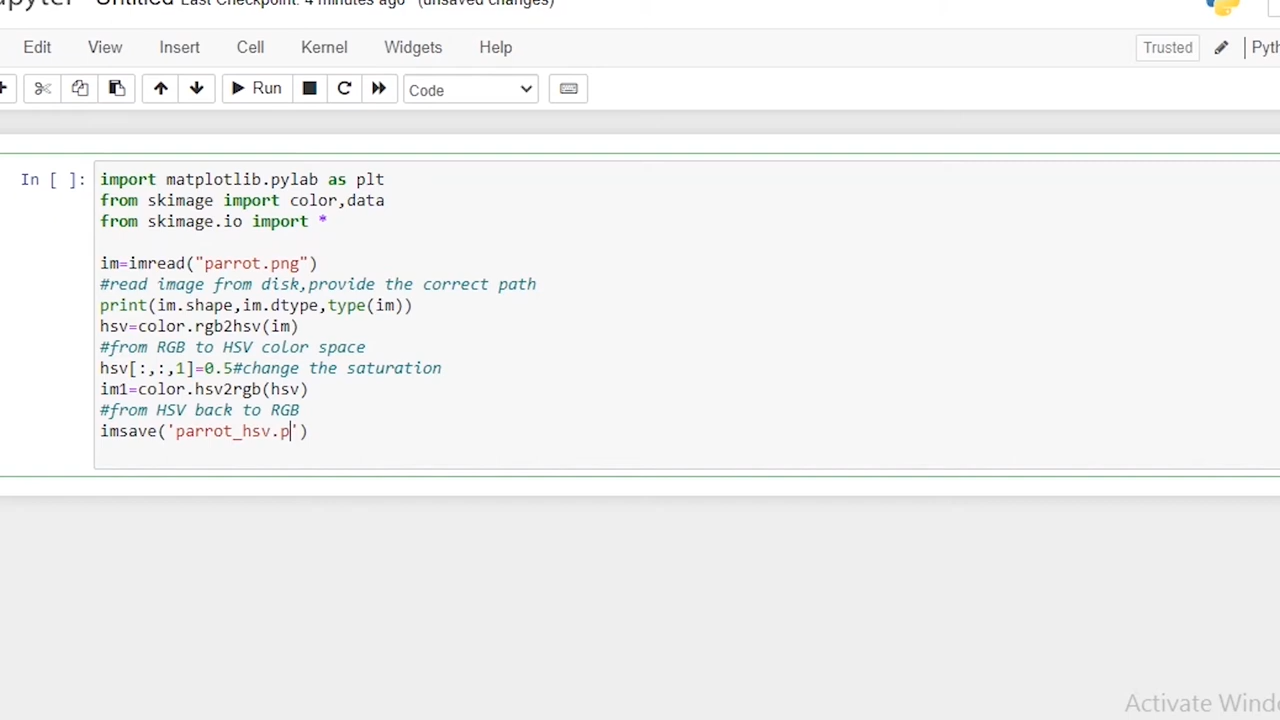 Untitled Last Checkpoint: 4 minutes ago (unsaved changes)
Edit View Insert Cell Kernel Widgets Help
Trusted
Run Code
In [ ]:
import matplotlib.pylab as plt
from skimage import color,data
from skimage.io import *
im=imread("parrot.png")
#read image from disk,provide the correct path
print(im.shape,im.dtype,type(im))
hsv=color.rgb2hsv(im)
#from RGB to HSV color space
hsv[:,:,1]=0.5#change the saturation
im1=color.hsv2rgb(hsv)
#from HSV back to RGB
imsave('parrot_hsv.p')
Activate